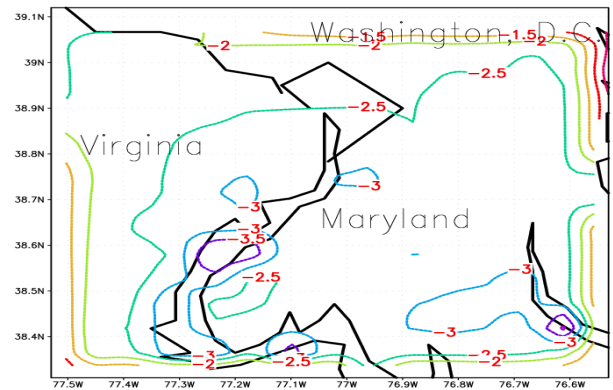 39.1N
Washington, D.C.
-1.5
-1.5
-2
-2
-2
39N
-2.5
38.9N
-2.5
Virginia
38.8N
-3
38.7N
-3
Maryland
-3
38.6N
-3.5
-3
38.5N
-2.5
38.4N
-3
-3
-3
-3
-2.5
-2
-2.5
-2
77.5W
77.4W
77.3W
77.2W
77.1W
77W
76.9W
76.8W
76.7W
76.6W